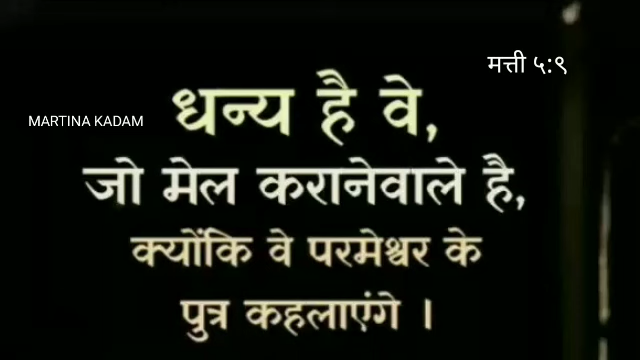 मत्ती ५:९
MARTINA KADAM
धन्य है वे,
जो मेल करानेवाले है,
क्योंकि वे परमेश्वर के
पुत्र कहलाएंगे ।